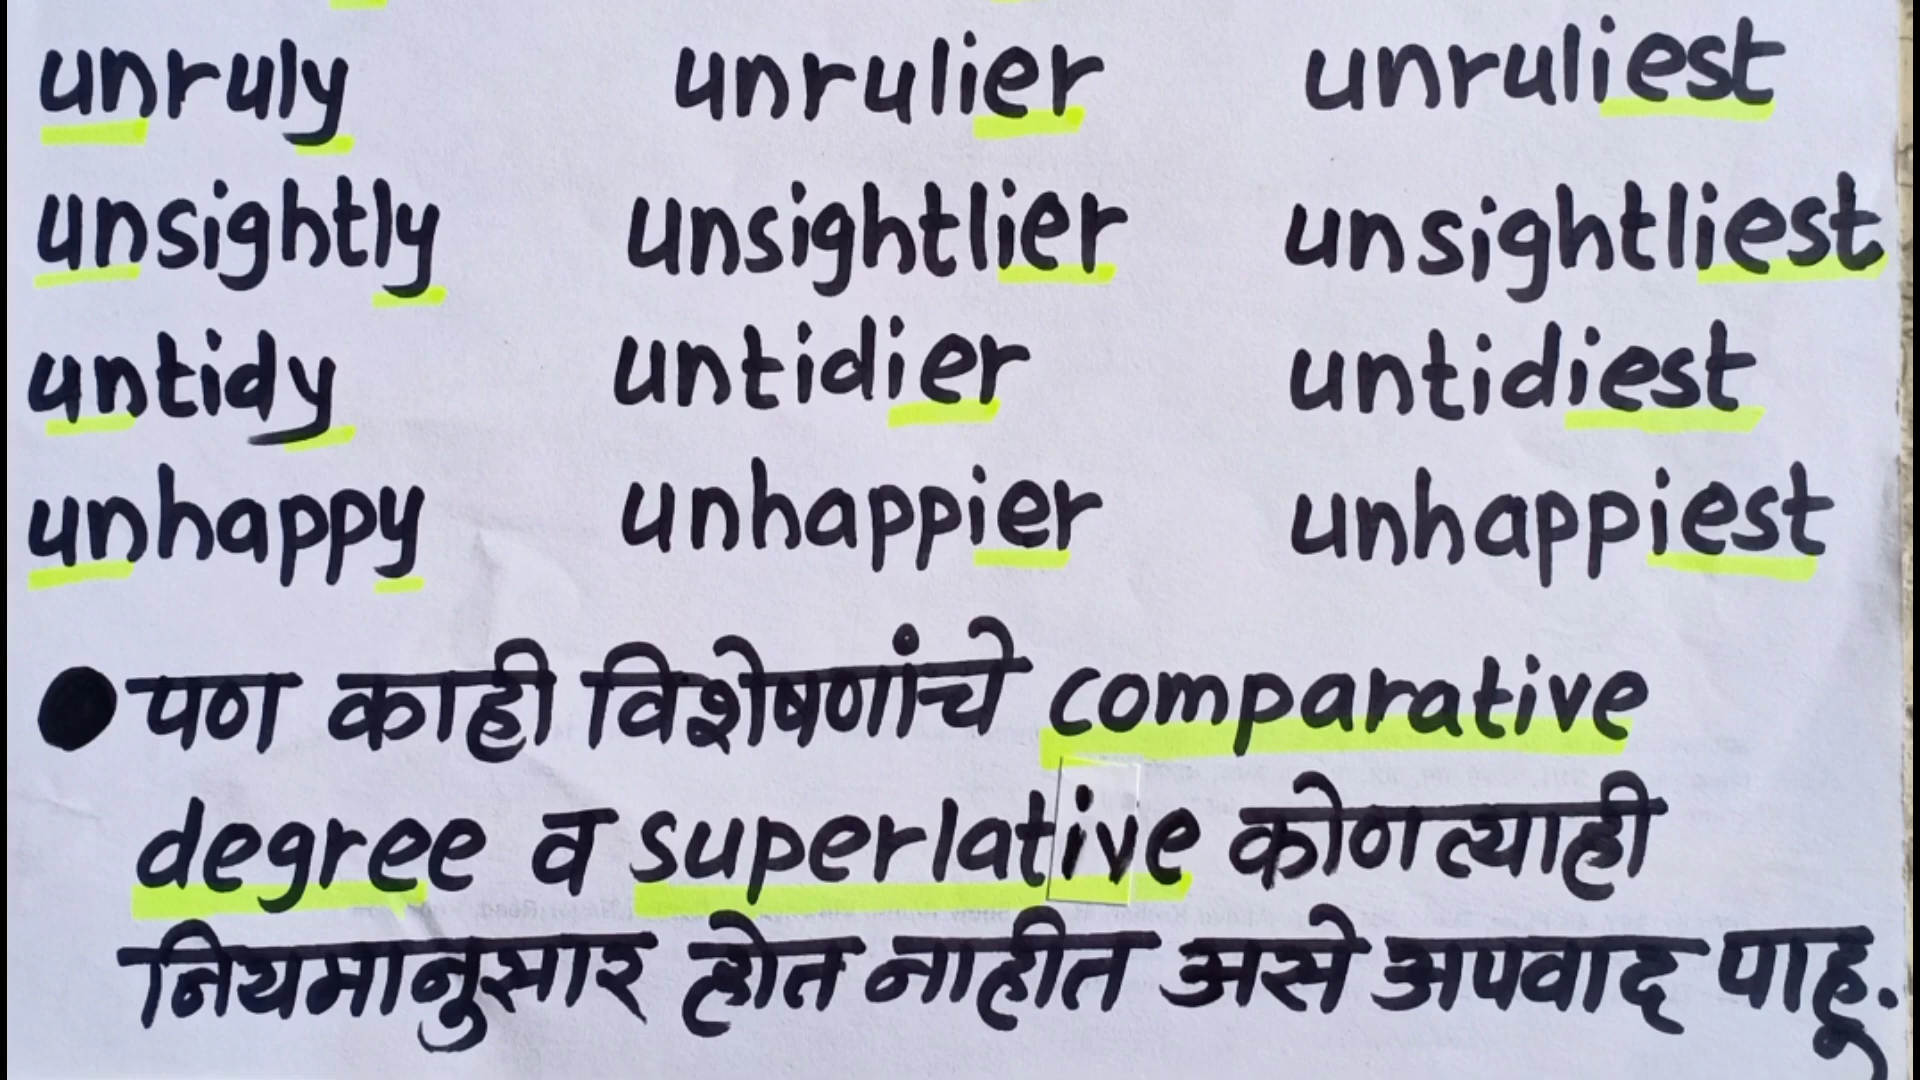 unruly unrulier unruliest
unsightly unsightlier unsightliest
untidy untidier untidiest
unhappy unhappier unhappiest
● पण काही विशेषणांचे comparative
degree व superlative कोणत्याही
नियमानुसार होत नाहीत असे अपवाद पाहू.